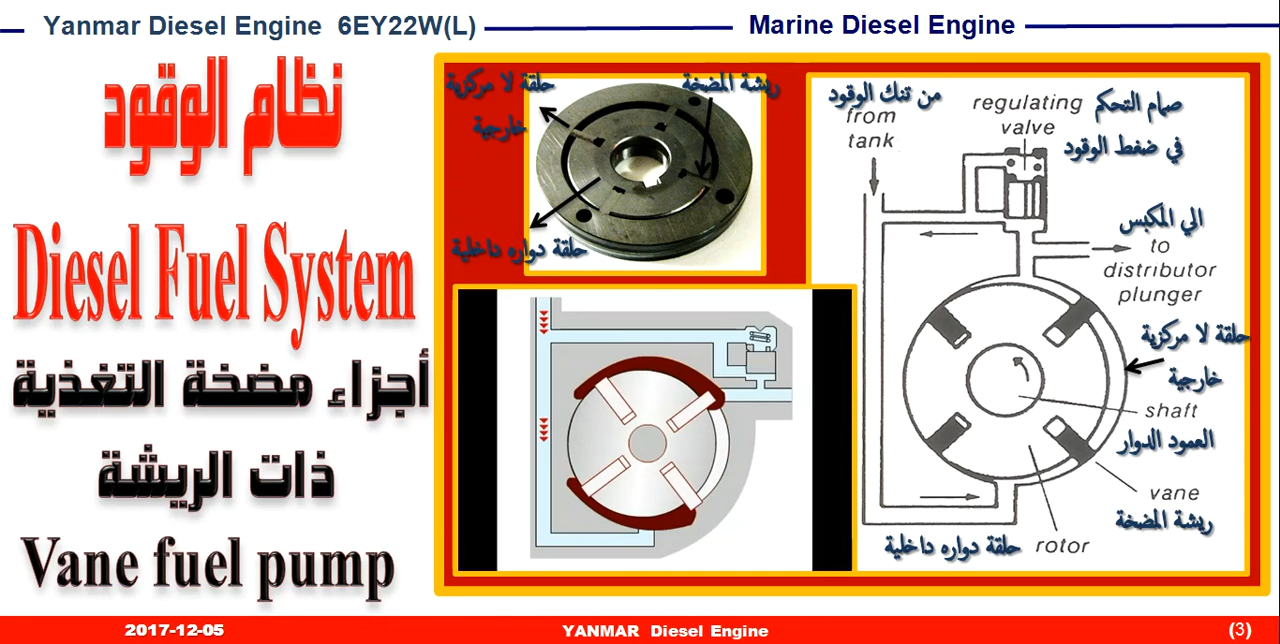 Yanmar Diesel Engine 6EY22W(L)
Marine Diesel Engine
نظام الوقود
Diesel Fuel System
أجزاء مضخة التغذية
ذات الريشة
Vane fuel pump
حلقة لا مركزية
خارجية
ريشة المضخة
حلقة دواره داخلية
من تنك الوقود
from
tank
regulating
valve
صمام التحكم
في ضغط الوقود
الي المكبس
to
distributor
plunger
حلقة لا مركزية
خارجية
shaft
العمود الدوار
vane
ريشة المضخة
حلقة دواره داخلية
rotor
2017-12-05
YANMAR Diesel Engine
(3)